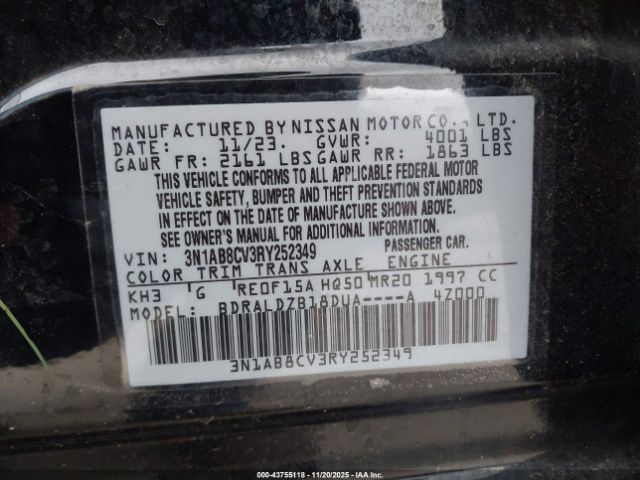 MANUFACTURED BY NISSAN MOTOR CO., LTD.
DATE: 11/23. GVWR: 4001 LBS
GAWR FR: 2161 LBS GAWR RR: 1863 LBS
THIS VEHICLE CONFORMS TO ALL APPLICABLE FEDERAL MOTOR
VEHICLE SAFETY, BUMPER AND THEFT PREVENTION STANDARDS
IN EFFECT ON THE DATE OF MANUFACTURE SHOWN ABOVE.
SEE OWNER'S MANUAL FOR ADDITIONAL INFORMATION.
VIN: 3N1AB8CV3RY252349 PASSENGER CAR.
COLOR TRIM TRANS AXLE ENGINE
KH3 G RE0F15A HQ50 MR20 1997 CC
MODEL: BDRALDZB18DUA----A 4Z000
3N1AB8CV3RY252349
000-43755118 - 11/20/2025 - IAA Inc.